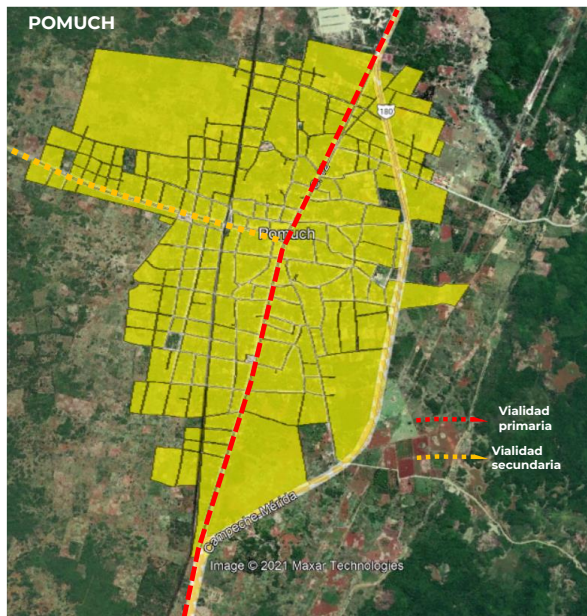 POMUCH
180
Pomuch
Vialidad
primaria
Vialidad
secundaria
Campeche Mérida
Image © 2021 Maxar Technologies